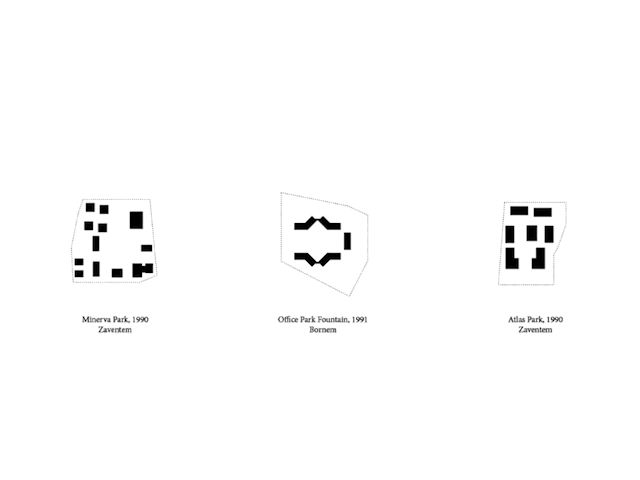 Minerva Park, 1990
Zaventem
Office Park Fountain, 1991
Bornem
Atlas Park, 1990
Zaventem